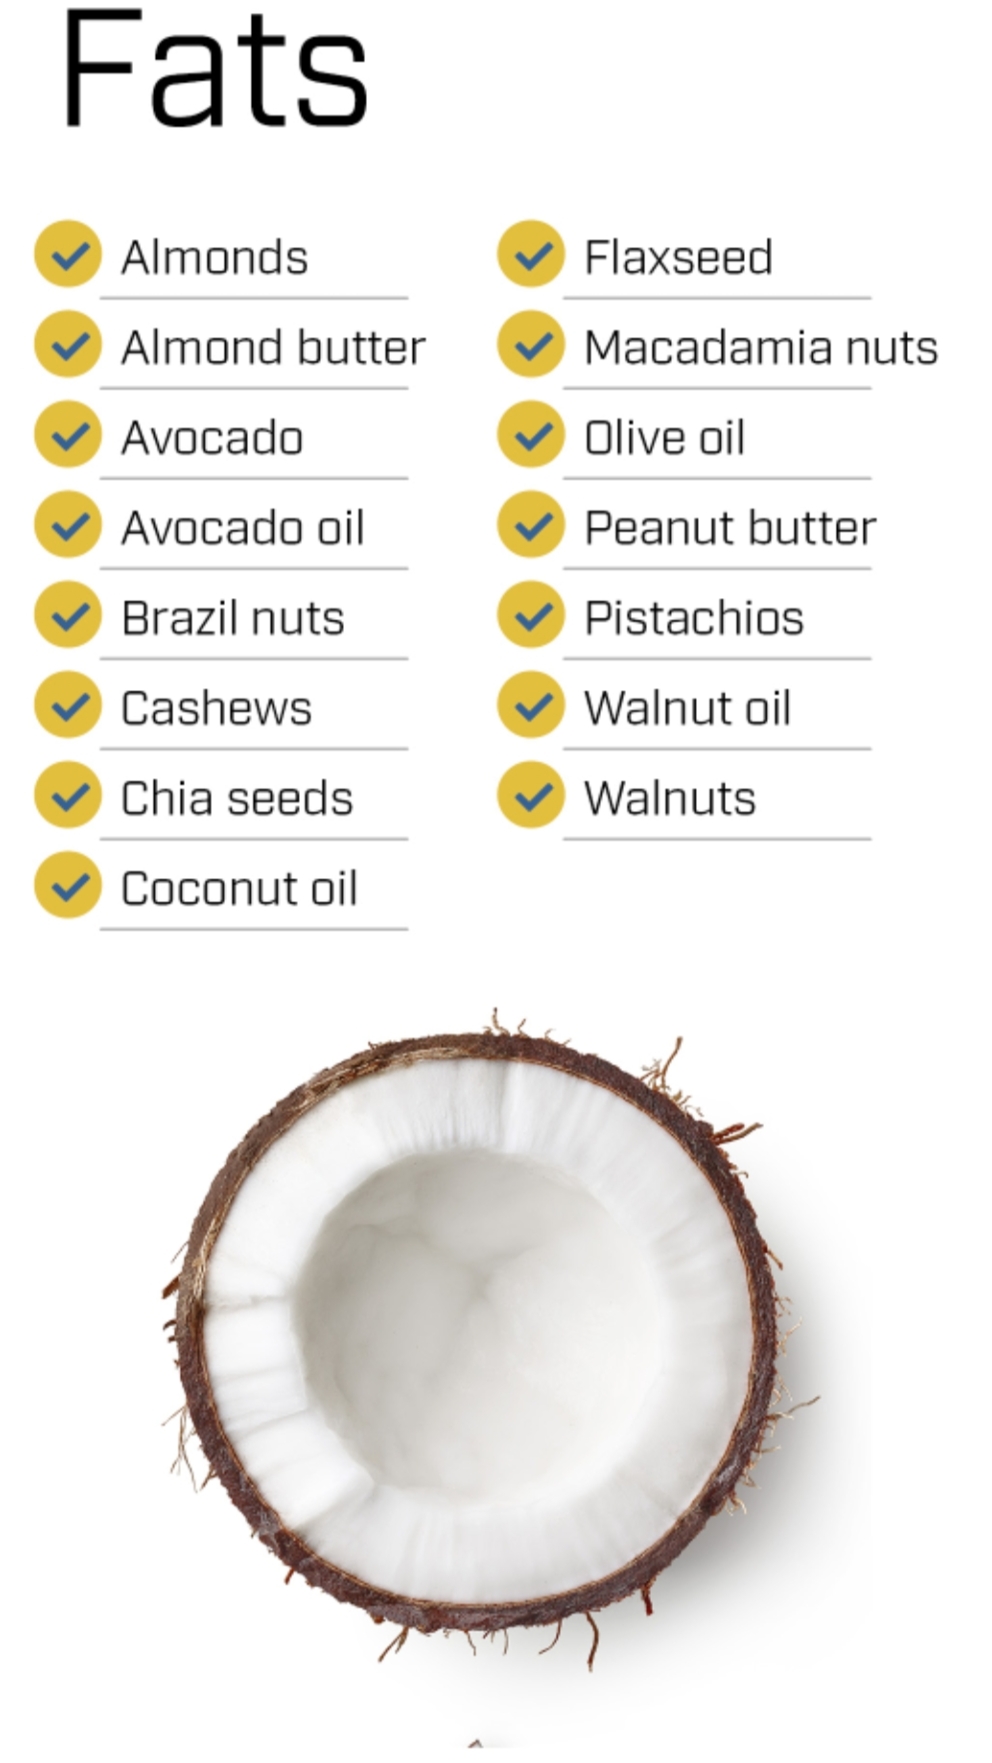 Fats
Almonds
Almond butter
Avocado
Avocado oil
Brazil nuts
Cashews
Chia seeds
Coconut oil
Flaxseed
Macadamia nuts
Olive oil
Peanut butter
Pistachios
Walnut oil
Walnuts